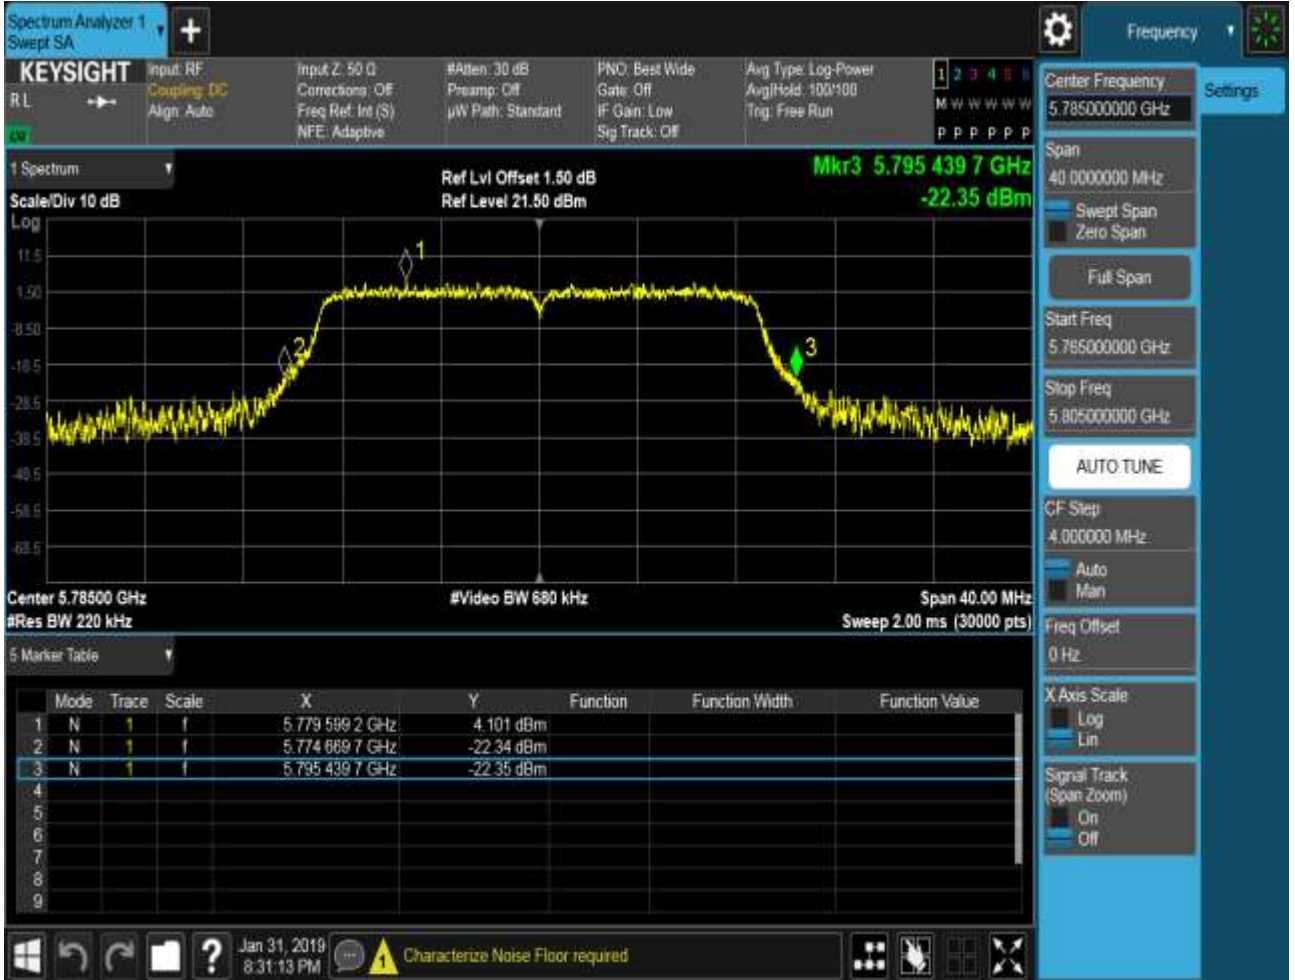 Spectrum Analyzer 1
Swept SA
+
Frequency
KEYSIGHT
RL
Input: RF
Coupling: DC
Align: Auto
Input Z: 50 Ω
Corrections: Off
Freq Ref: Int (S)
NFE: Adaptive
#Atten: 30 dB
Preamp: Off
µW Path: Standard
PNO: Best Wide
Gate: Off
IF Gain: Low
Sig Track: Off
Avg Type: Log-Power
Avg|Hold: 100/100
Trig: Free Run
1 2 3 4 5 6
M W W W W W
P P P P P P
1 Spectrum
Scale/Div 10 dB
Ref Lvl Offset 1.50 dB
Ref Level 21.50 dBm
Mkr3 5.795 439 7 GHz
-22.35 dBm
Log
11.5
1.50
-8.50
-18.5
-28.5
-38.5
-48.5
-58.5
-68.5
1
2
3
Center 5.78500 GHz
#Video BW 680 kHz
Span 40.00 MHz
#Res BW 220 kHz
Sweep 2.00 ms (30000 pts)
5 Marker Table
Mode Trace Scale X Y Function Function Width Function Value
1 N 1 f 5.779 599 2 GHz 4.101 dBm
2 N 1 f 5.774 669 7 GHz -22.34 dBm
3 N 1 f 5.795 439 7 GHz -22.35 dBm
4
5
6
7
8
9
Center Frequency
5.785000000 GHz
Settings
Span
40.0000000 MHz
Swept Span
Zero Span
Full Span
Start Freq
5.765000000 GHz
Stop Freq
5.805000000 GHz
AUTO TUNE
CF Step
4.000000 MHz
Auto
Man
Freq Offset
0 Hz
X Axis Scale
Log
Lin
Signal Track
(Span Zoom)
On
Off
?
Jan 31, 2019
8:31:13 PM
1
Characterize Noise Floor required